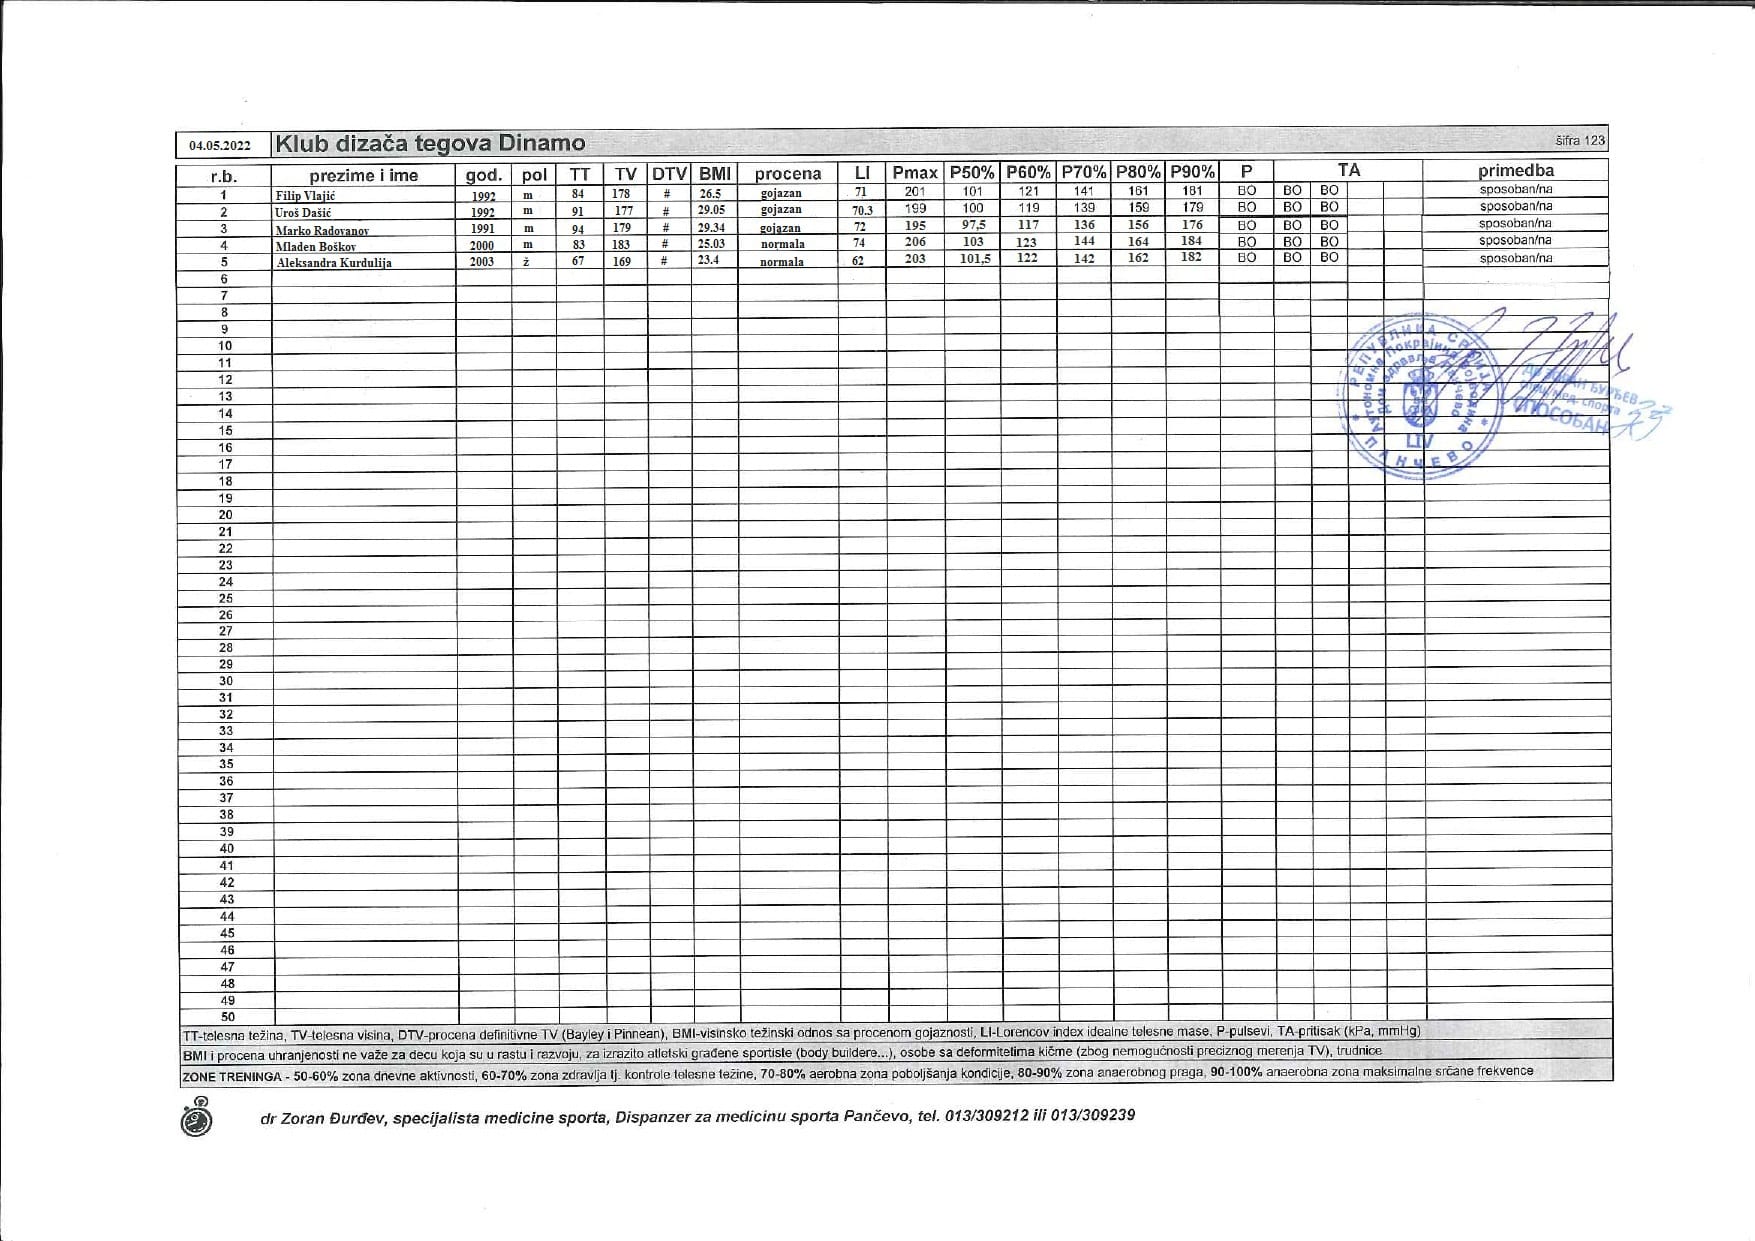 04.05.2022 Klub dizača tegova Dinamo šifra 123
r.b. prezime i ime god. pol TT TV DTV BMI procena LI Pmax P50% P60% P70% P80% P90% P TA primedba
1 Filip Vlajić 1992 m 84 178 # 26.5 gojazan 71 201 101 121 141 161 181 BO BO BO sposoban/na
2 Uroš Dašić 1992 m 91 177 # 29.05 gojazan 70.3 199 100 119 139 159 179 BO BO BO sposoban/na
3 Marko Radovanov 1991 m 94 179 # 29.34 gojazan 72 195 97,5 117 136 156 176 BO BO BO sposoban/na
4 Mladen Boškov 2000 m 83 183 # 25.03 normala 74 206 103 123 144 164 184 BO BO BO sposoban/na
5 Aleksandra Kurdulija 2003 ž 67 169 # 23.4 normala 62 203 101,5 122 142 162 182 BO BO BO sposoban/na
6
7
8
9
10
11
12
13
14
15
16
17
18
19
20
21
22
23
24
25
26
27
28
29
30
31
32
33
34
35
36
37
38
39
40
41
42
43
44
45
46
47
48
49
50
РЕПУБЛИКА СРБИЈА
Аутономна Покрајина Војводина
Дом здравља Панчево
LIV
ПАНЧЕВО
ДР ЗОРАН ЂУРЂЕВ
спец. мед. спорта
СПОСОБАН
TT-telesna težina, TV-telesna visina, DTV-procena definitivne TV (Bayley i Pinnean), BMI-visinsko težinski odnos sa procenom gojaznosti, LI-Lorencov index idealne telesne mase, P-pulsevi, TA-pritisak (kPa, mmHg)
BMI i procena uhranjenosti ne važe za decu koja su u rastu i razvoju, za izrazito atletski građene sportiste (body buildere...), osobe sa deformitetima kičme (zbog nemogućnosti preciznog merenja TV), trudnice
ZONE TRENINGA - 50-60% zona dnevne aktivnosti, 60-70% zona zdravlja tj. kontrole telesne težine, 70-80% aerobna zona poboljšanja kondicije, 80-90% zona anaerobnog praga, 90-100% anaerobna zona maksimalne srčane frekvence
dr Zoran Đurđev, specijalista medicine sporta, Dispanzer za medicinu sporta Pančevo, tel. 013/309212 ili 013/309239